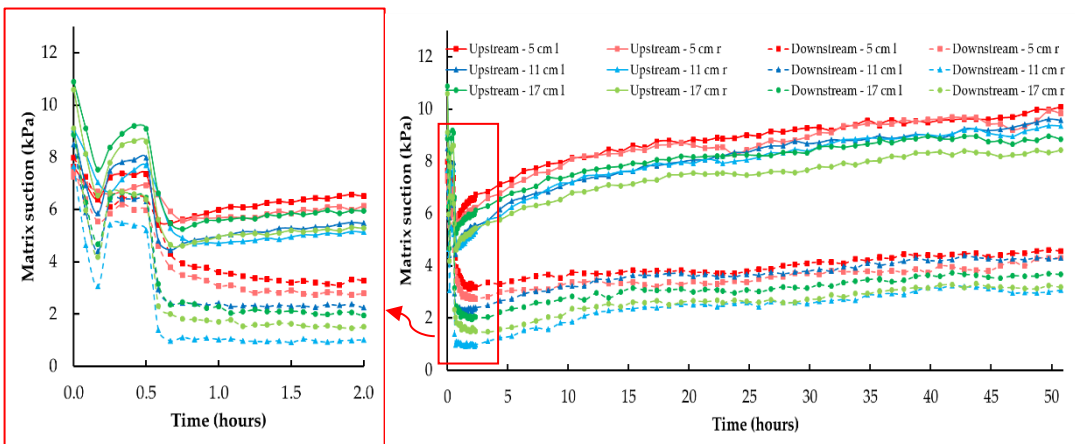 12
10
8
6
4
2
0
Matrix suction (kPa)
0.0 0.5 1.0 1.5 2.0
Time (hours)
12
10
8
6
4
2
0
Matrix suction (kPa)
Upstream - 5 cm l Upstream - 5 cm r Downstream - 5 cm l Downstream - 5 cm r
Upstream - 11 cm l Upstream - 11 cm r Downstream - 11 cm l Downstream - 11 cm r
Upstream - 17 cm l Upstream - 17 cm r Downstream - 17 cm l Downstream - 17 cm r
0 5 10 15 20 25 30 35 40 45 50
Time (hours)